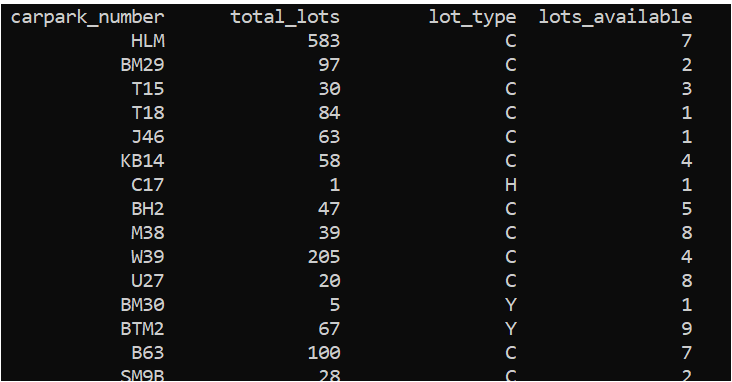 carpark_number total_lots lot_type lots_available
HLM 583 C 7
BM29 97 C 2
T15 30 C 3
T18 84 C 1
J46 63 C 1
KB14 58 C 4
C17 1 H 1
BH2 47 C 5
M38 39 C 8
W39 205 C 4
U27 20 C 8
BM30 5 Y 1
BTM2 67 Y 9
B63 100 C 7
SM9B 28 C 2